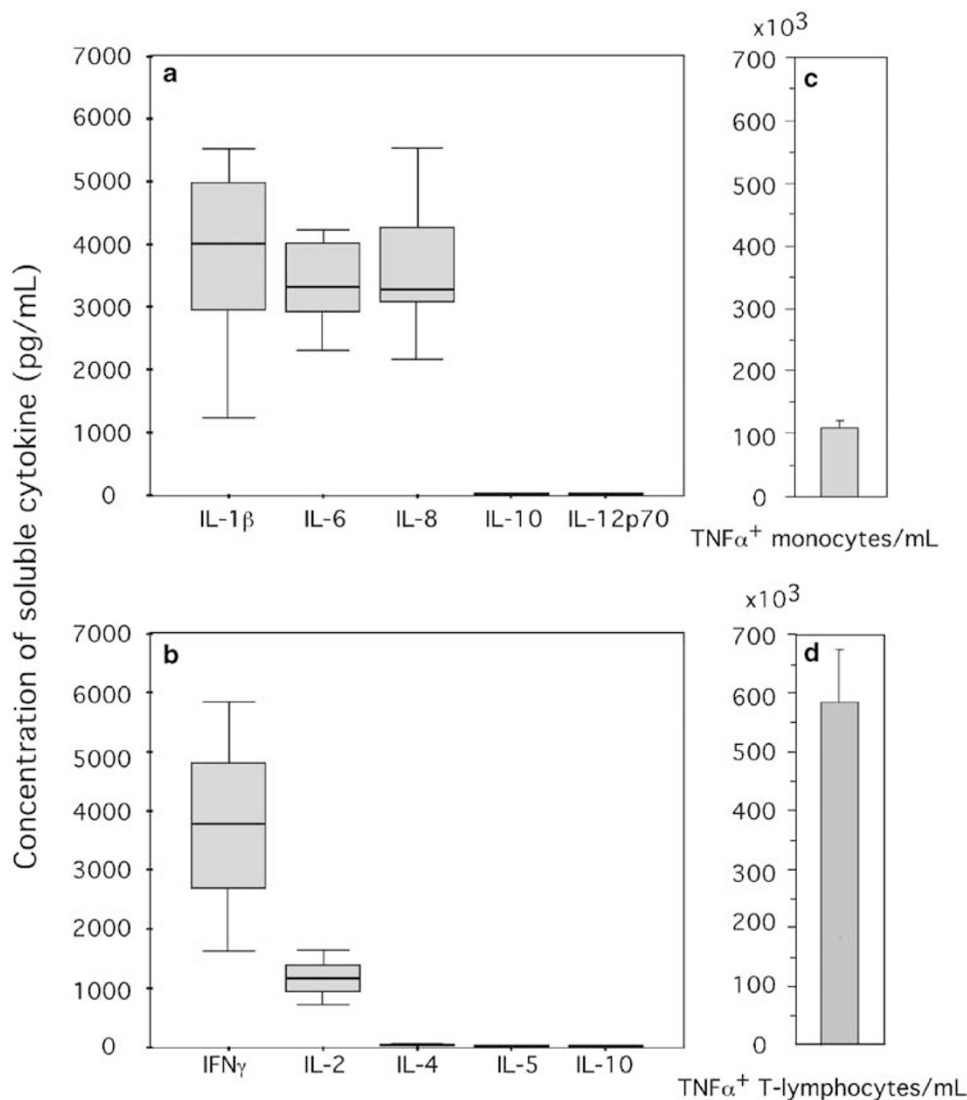 Concentration of soluble cytokine (pg/mL)
a
7000
6000
5000
4000
3000
2000
1000
0
IL-1β IL-6 IL-8 IL-10 IL-12p70
x10³
c
700
600
500
400
300
200
100
0
TNFα⁺ monocytes/mL
b
7000
6000
5000
4000
3000
2000
1000
0
IFNγ IL-2 IL-4 IL-5 IL-10
x10³
d
700
600
500
400
300
200
100
0
TNFα⁺ T-lymphocytes/mL